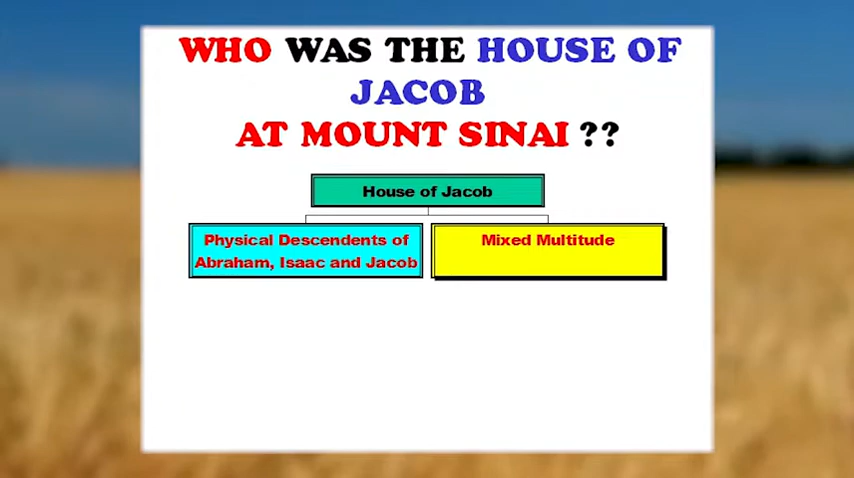 WHO WAS THE HOUSE OF
JACOB
AT MOUNT SINAI ??
House of Jacob
Physical Descendents of
Abraham, Isaac and Jacob
Mixed Multitude